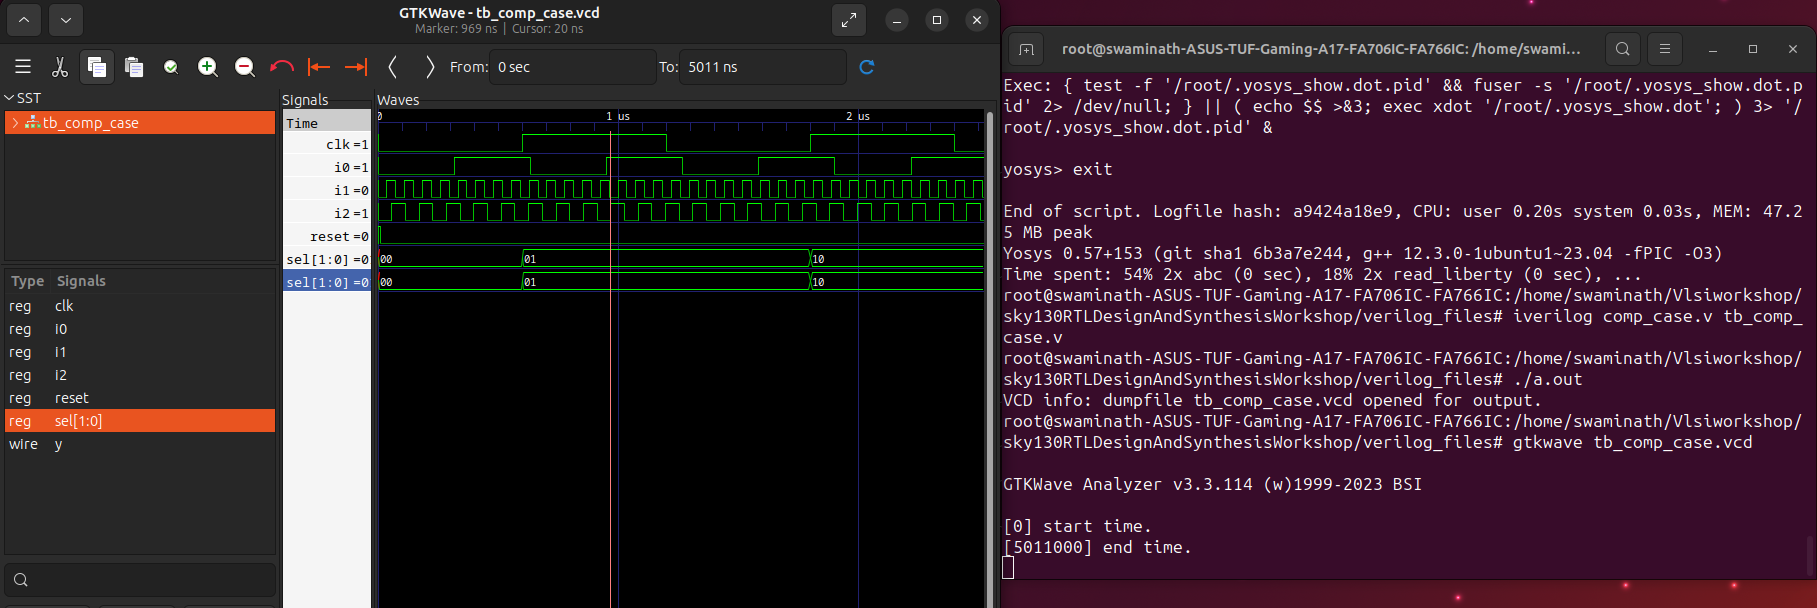 GTKWave - tb_comp_case.vcd
Marker: 969 ns | Cursor: 20 ns
From: 0 sec To: 5011 ns
SST
tb_comp_case
Type Signals
reg clk
reg i0
reg i1
reg i2
reg reset
reg sel[1:0]
wire y
Signals
Time
clk =1
i0 =1
i1 =0
i2 =1
reset =0
sel[1:0] =0
sel[1:0] =0
Waves
0 1 us 2 us
00 01 10
00 01 10
root@swaminath-ASUS-TUF-Gaming-A17-FA706IC-FA766IC: /home/swami...
Exec: { test -f '/root/.yosys_show.dot.pid' && fuser -s '/root/.yosys_show.dot.p
id' 2> /dev/null; } || ( echo $$ >&3; exec xdot '/root/.yosys_show.dot'; ) 3> '/
root/.yosys_show.dot.pid' &
yosys> exit
End of script. Logfile hash: a9424a18e9, CPU: user 0.20s system 0.03s, MEM: 47.2
5 MB peak
Yosys 0.57+153 (git sha1 6b3a7e244, g++ 12.3.0-1ubuntu1~23.04 -fPIC -O3)
Time spent: 54% 2x abc (0 sec), 18% 2x read_liberty (0 sec), ...
root@swaminath-ASUS-TUF-Gaming-A17-FA706IC-FA766IC:/home/swaminath/Vlsiworkshop/
sky130RTLDesignAndSynthesisWorkshop/verilog_files# iverilog comp_case.v tb_comp_
case.v
root@swaminath-ASUS-TUF-Gaming-A17-FA706IC-FA766IC:/home/swaminath/Vlsiworkshop/
sky130RTLDesignAndSynthesisWorkshop/verilog_files# ./a.out
VCD info: dumpfile tb_comp_case.vcd opened for output.
root@swaminath-ASUS-TUF-Gaming-A17-FA706IC-FA766IC:/home/swaminath/Vlsiworkshop/
sky130RTLDesignAndSynthesisWorkshop/verilog_files# gtkwave tb_comp_case.vcd
GTKWave Analyzer v3.3.114 (w)1999-2023 BSI
[0] start time.
[5011000] end time.